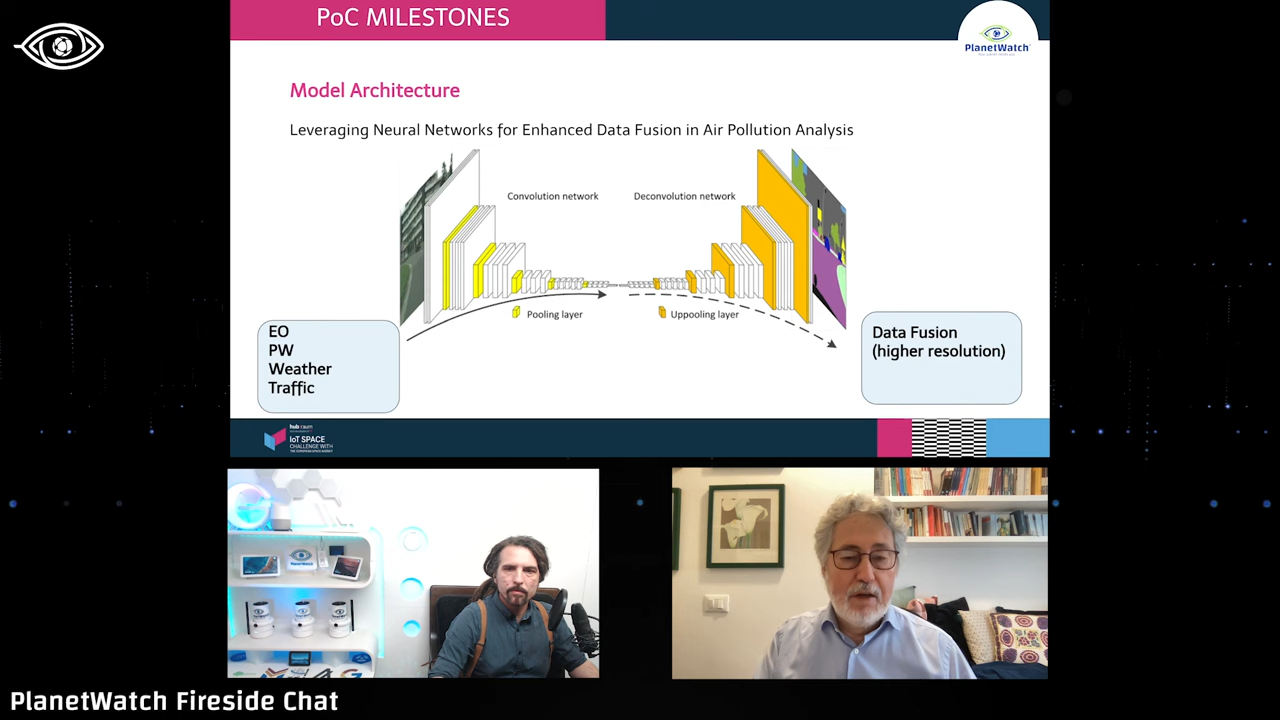 PoC MILESTONES
PlanetWatch
Model Architecture
Leveraging Neural Networks for Enhanced Data Fusion in Air Pollution Analysis
Convolution network
Deconvolution network
Pooling layer
Uppooling layer
EO
PW
Weather
Traffic
Data Fusion
(higher resolution)
hub:raum
IoT SPACE
CHALLENGE WITH
THE EUROPEAN SPACE AGENCY
PlanetWatch
PlanetWatch Fireside Chat